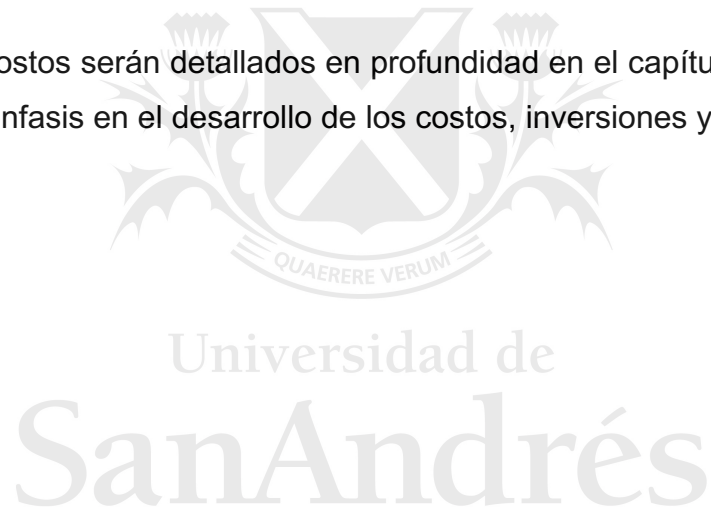 ostos serán detallados en profundidad en el capítu
nfasis en el desarrollo de los costos, inversiones y
QUAERERE VERUM
Universidad de
SanAndrés